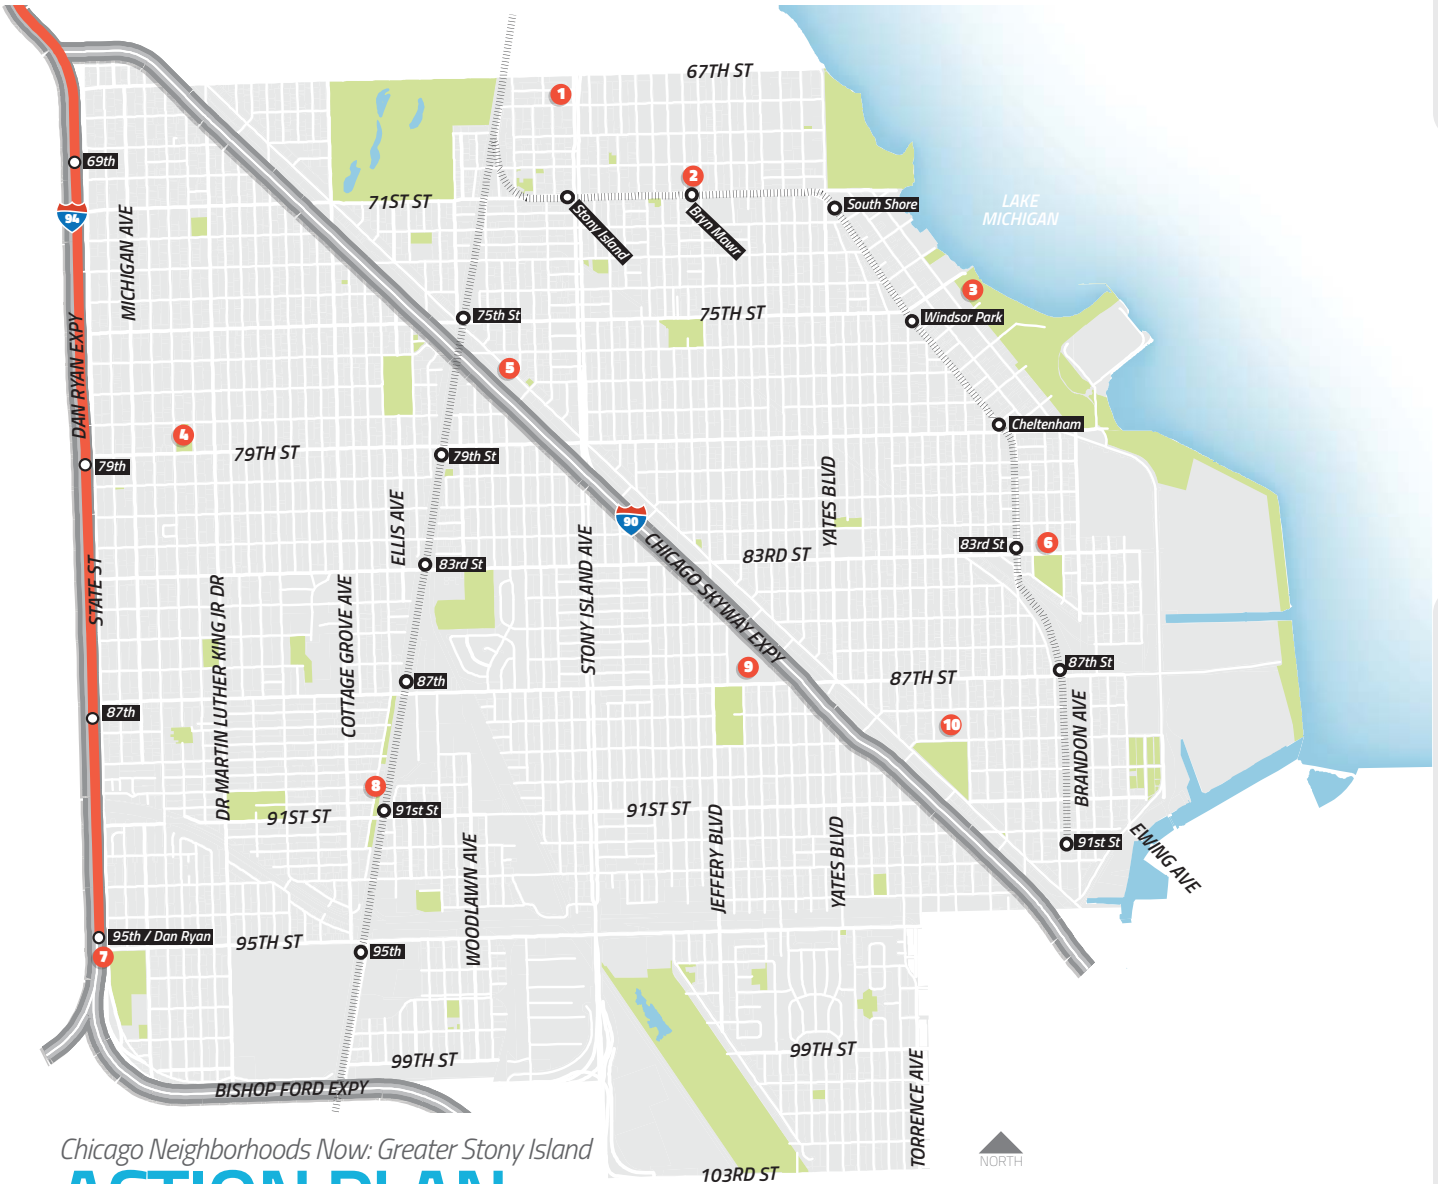 67TH ST
1
69th
2
71ST ST
South Shore
94
Stony Island
Bryn Mawr
LAKE
MICHIGAN
MICHIGAN AVE
3
75th St
75TH ST
Windsor Park
DAN RYAN EXPY
5
4
Cheltenham
79TH ST
79th St
79th
YATES BLVD
ELLIS AVE
90
CHICAGO SKYWAY EXPY
83RD ST
83rd St
6
83rd St
STATE ST
STONY ISLAND AVE
DR MARTIN LUTHER KING JR DR
COTTAGE GROVE AVE
9
87th St
87th
87TH ST
87th
10
BRANDON AVE
8
91st St
91ST ST
91ST ST
JEFFERY BLVD
YATES BLVD
91st St
EWING AVE
WOODLAWN AVE
95th / Dan Ryan
95TH ST
95th
7
99TH ST
99TH ST
BISHOP FORD EXPY
TORRENCE AVE
NORTH
103RD ST
Chicago Neighborhoods Now: Greater Stony Island
ACTION PLAN